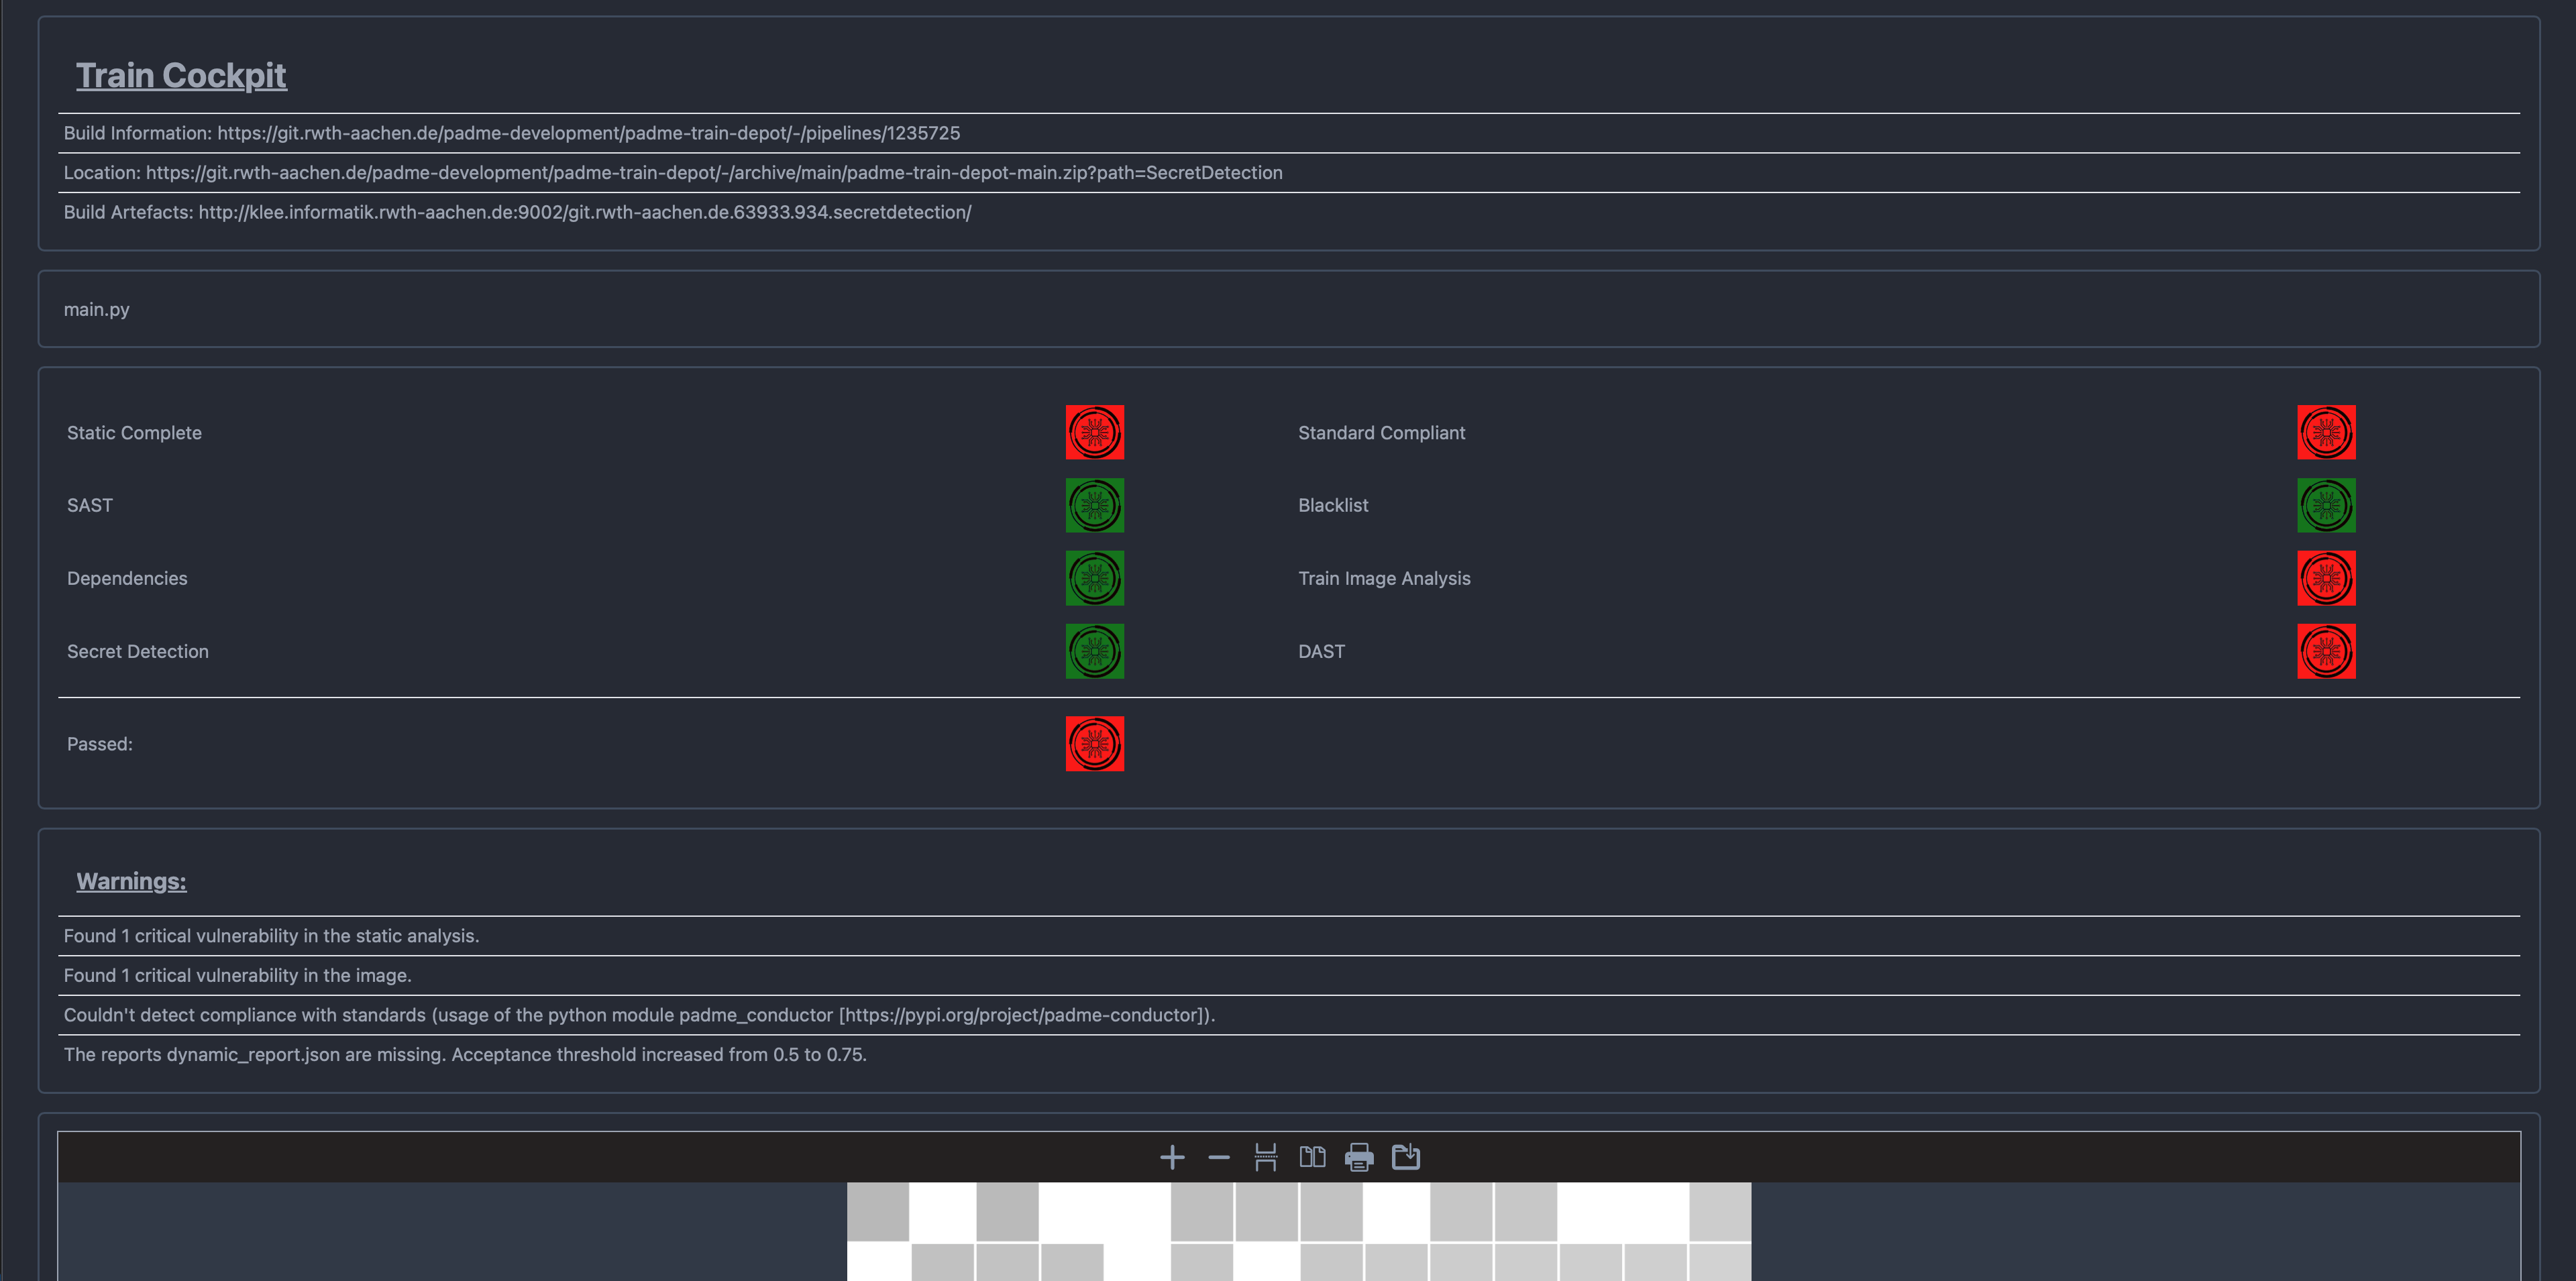 Train Cockpit
Build Information: https://git.rwth-aachen.de/padme-development/padme-train-depot/-/pipelines/1235725
Location: https://git.rwth-aachen.de/padme-development/padme-train-depot/-/archive/main/padme-train-depot-main.zip?path=SecretDetection
Build Artefacts: http://klee.informatik.rwth-aachen.de:9002/git.rwth-aachen.de.63933.934.secretdetection/
main.py
Static Complete
Standard Compliant
SAST
Blacklist
Dependencies
Train Image Analysis
Secret Detection
DAST
Passed:
Warnings:
Found 1 critical vulnerability in the static analysis.
Found 1 critical vulnerability in the image.
Couldn't detect compliance with standards (usage of the python module padme_conductor [https://pypi.org/project/padme-conductor]).
The reports dynamic_report.json are missing. Acceptance threshold increased from 0.5 to 0.75.